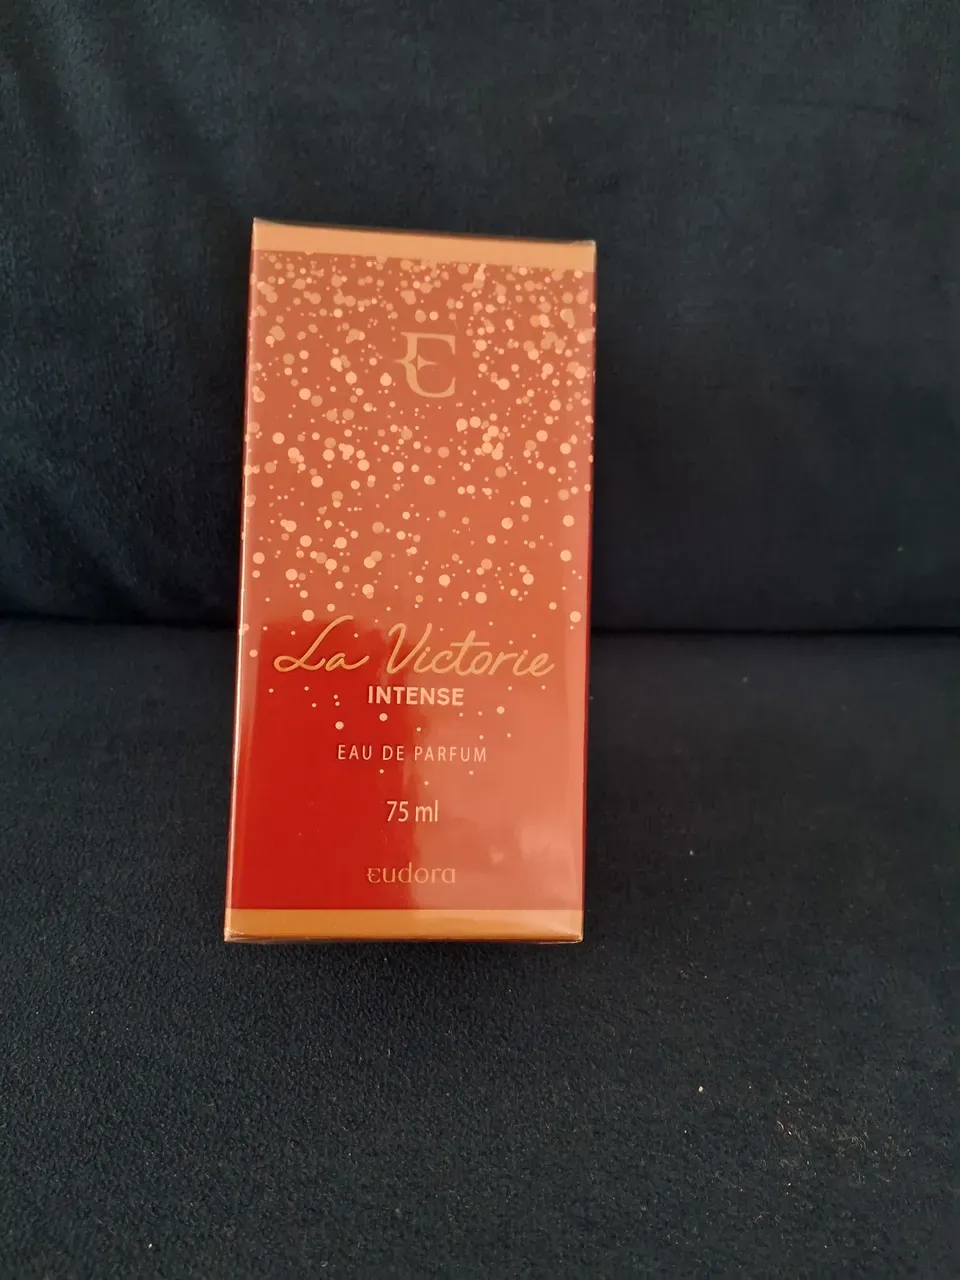 E
La Victorie
INTENSE
EAU DE PARFUM
75 ml
eudora